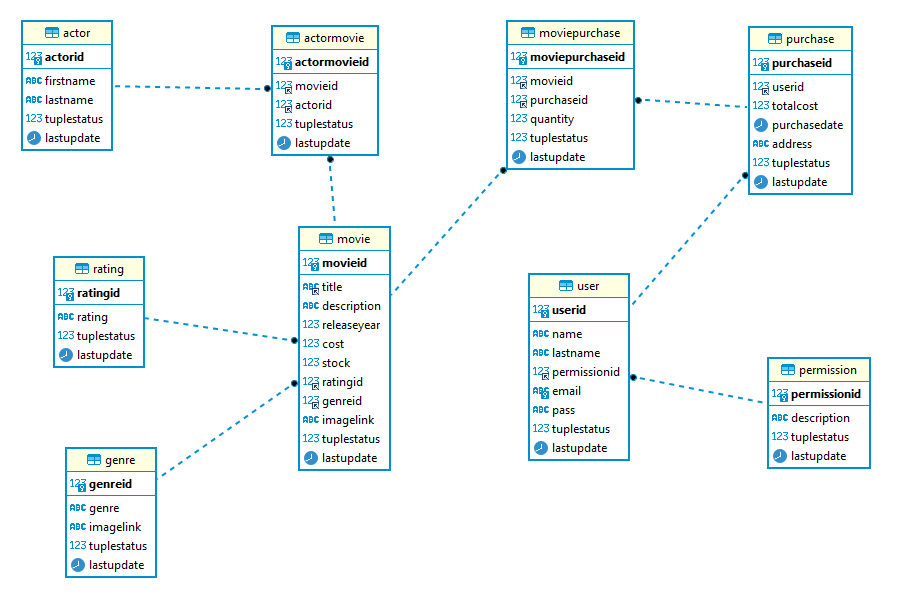 actor
123 actorid
ABC firstname
ABC lastname
123 tuplestatus
lastupdate
actormovie
123 actormovieid
123 movieid
123 actorid
123 tuplestatus
lastupdate
moviepurchase
123 moviepurchaseid
123 movieid
123 purchaseid
123 quantity
123 tuplestatus
lastupdate
purchase
123 purchaseid
123 userid
123 totalcost
purchasedate
ABC address
123 tuplestatus
lastupdate
rating
123 ratingid
ABC rating
123 tuplestatus
lastupdate
movie
123 movieid
ABC title
ABC description
123 releaseyear
123 cost
123 stock
123 ratingid
123 genreid
ABC imagelink
123 tuplestatus
lastupdate
user
123 userid
ABC name
ABC lastname
123 permissionid
ABC email
ABC pass
123 tuplestatus
lastupdate
permission
123 permissionid
ABC description
123 tuplestatus
lastupdate
genre
123 genreid
ABC genre
ABC imagelink
123 tuplestatus
lastupdate